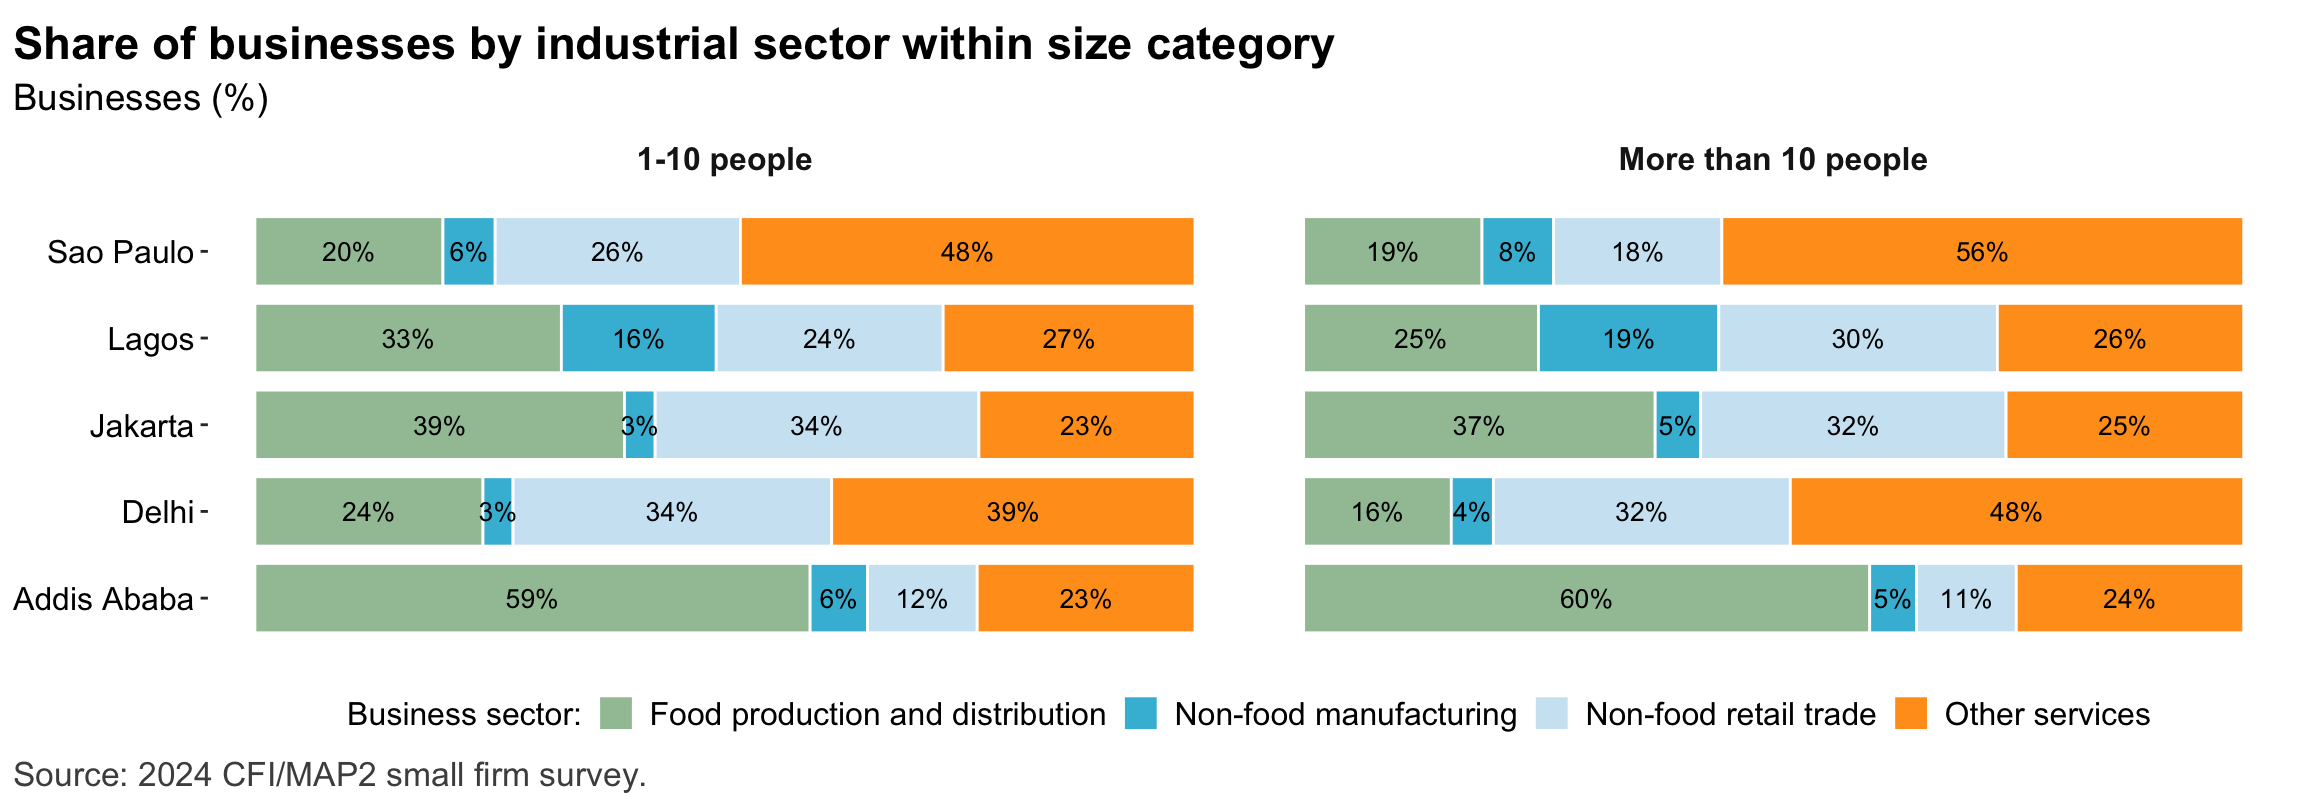 Share of businesses by industrial sector within size category
Businesses (%)
1-10 people
More than 10 people
Sao Paulo
20% 6% 26% 48%
19% 8% 18% 56%
Lagos
33% 16% 24% 27%
25% 19% 30% 26%
Jakarta
39% 3% 34% 23%
37% 5% 32% 25%
Delhi
24% 3% 34% 39%
16% 4% 32% 48%
Addis Ababa
59% 6% 12% 23%
60% 5% 11% 24%
Business sector: Food production and distribution Non-food manufacturing Non-food retail trade Other services
Source: 2024 CFI/MAP2 small firm survey.